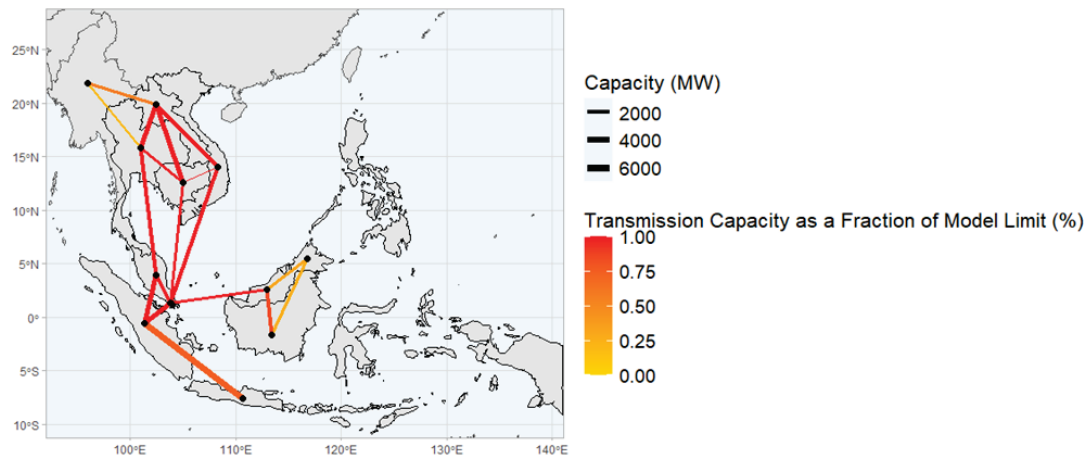 25°N
20°N
15°N
10°N
5°N
0°
5°S
10°S
100°E 110°E 120°E 130°E 140°E
Capacity (MW)
2000
4000
6000
Transmission Capacity as a Fraction of Model Limit (%)
1.00
0.75
0.50
0.25
0.00